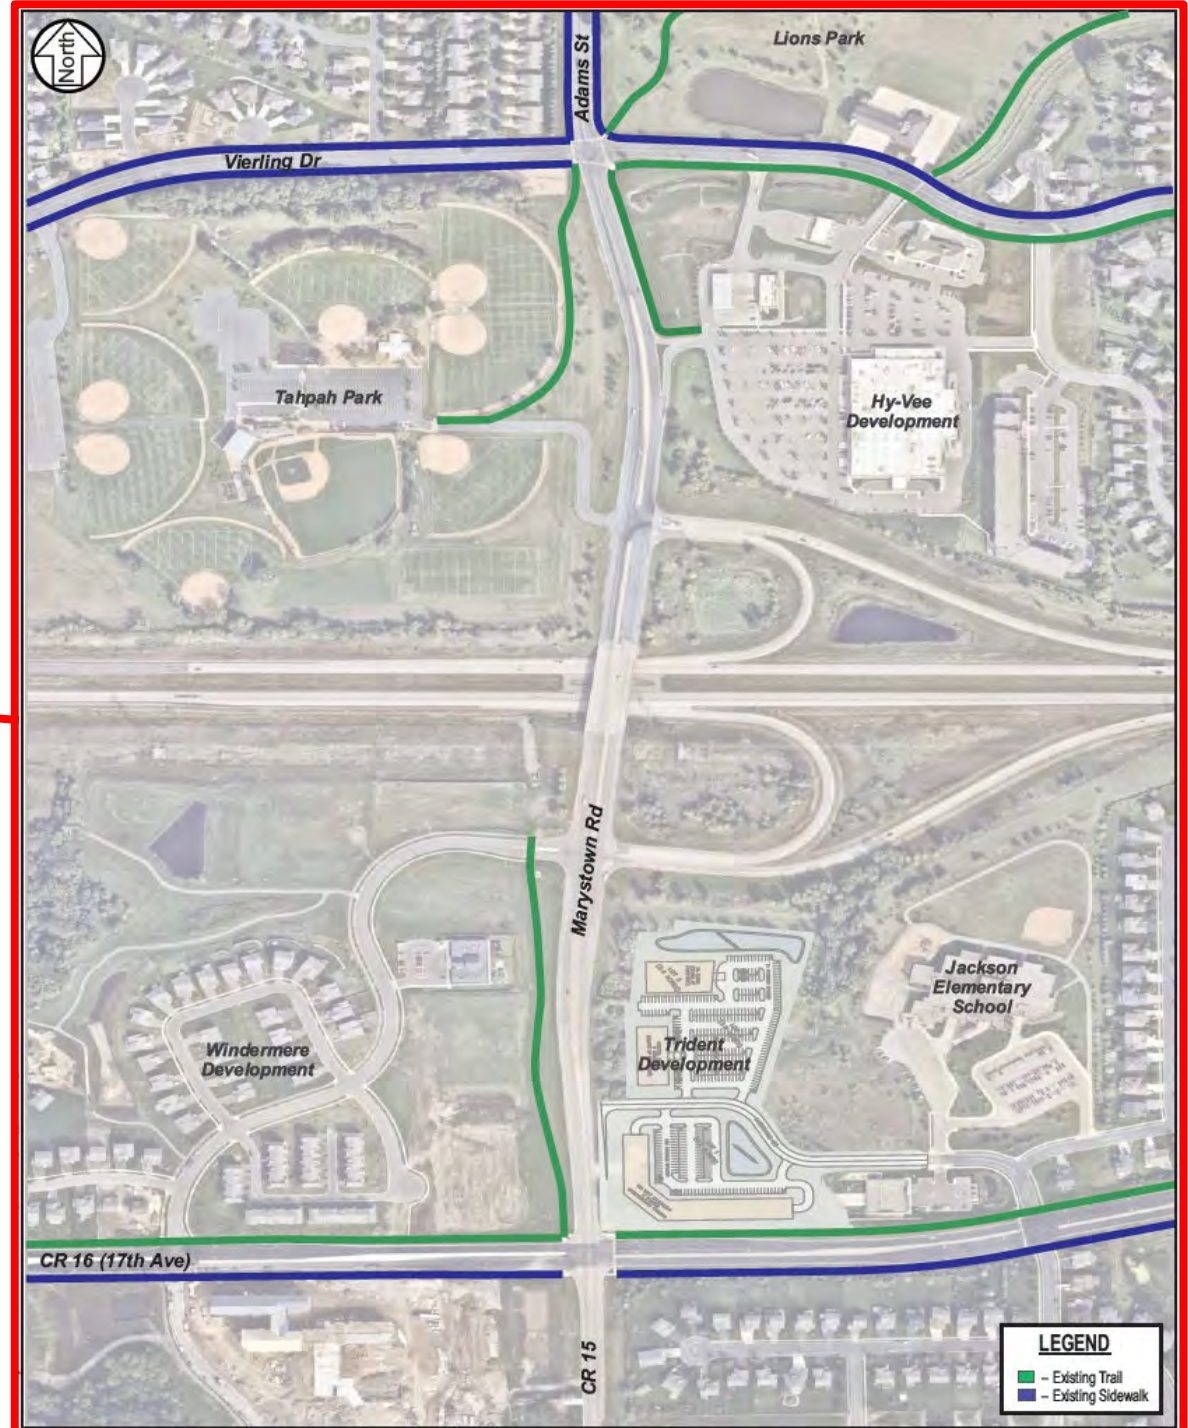 North
Adams St
Lions Park
Vierling Dr
Tahpah Park
Hy-Vee
Development
Marystown Rd
Jackson
Elementary
School
Windermere
Development
Trident
Development
CR 16 (17th Ave)
CR 15
LEGEND
– Existing Trail
– Existing Sidewalk